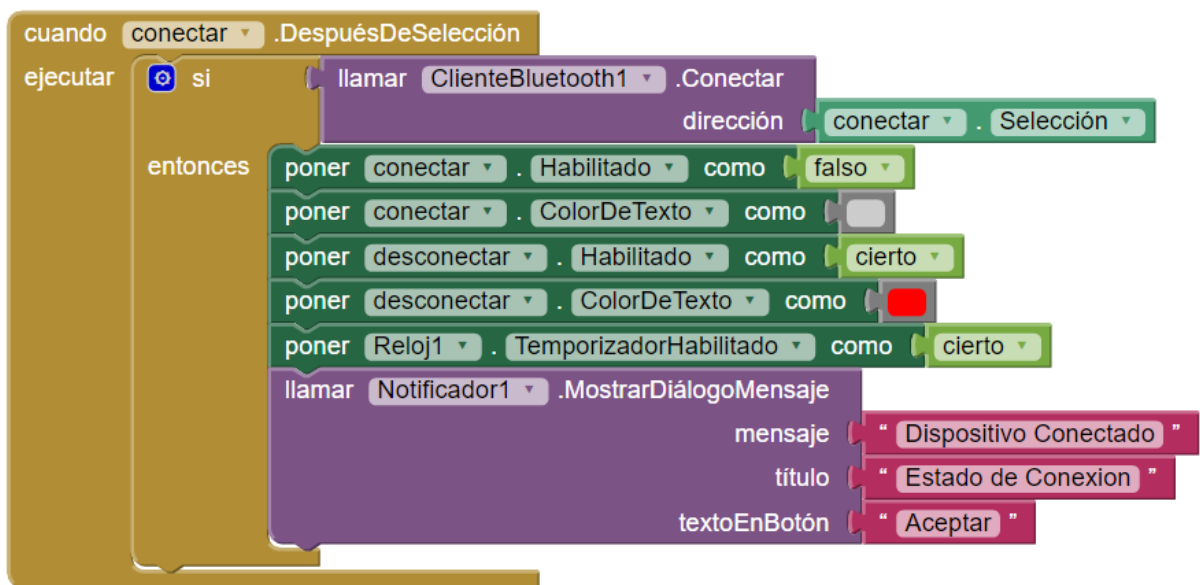 cuando conectar .DespuésDeSelección
ejecutar si llamar ClienteBluetooth1 .Conectar
dirección conectar . Selección
entonces poner conectar . Habilitado como falso
poner conectar . ColorDeTexto como
poner desconectar . Habilitado como cierto
poner desconectar . ColorDeTexto como
poner Reloj1 . TemporizadorHabilitado como cierto
llamar Notificador1 .MostrarDiálogoMensaje
mensaje " Dispositivo Conectado "
título " Estado de Conexion "
textoEnBotón " Aceptar "